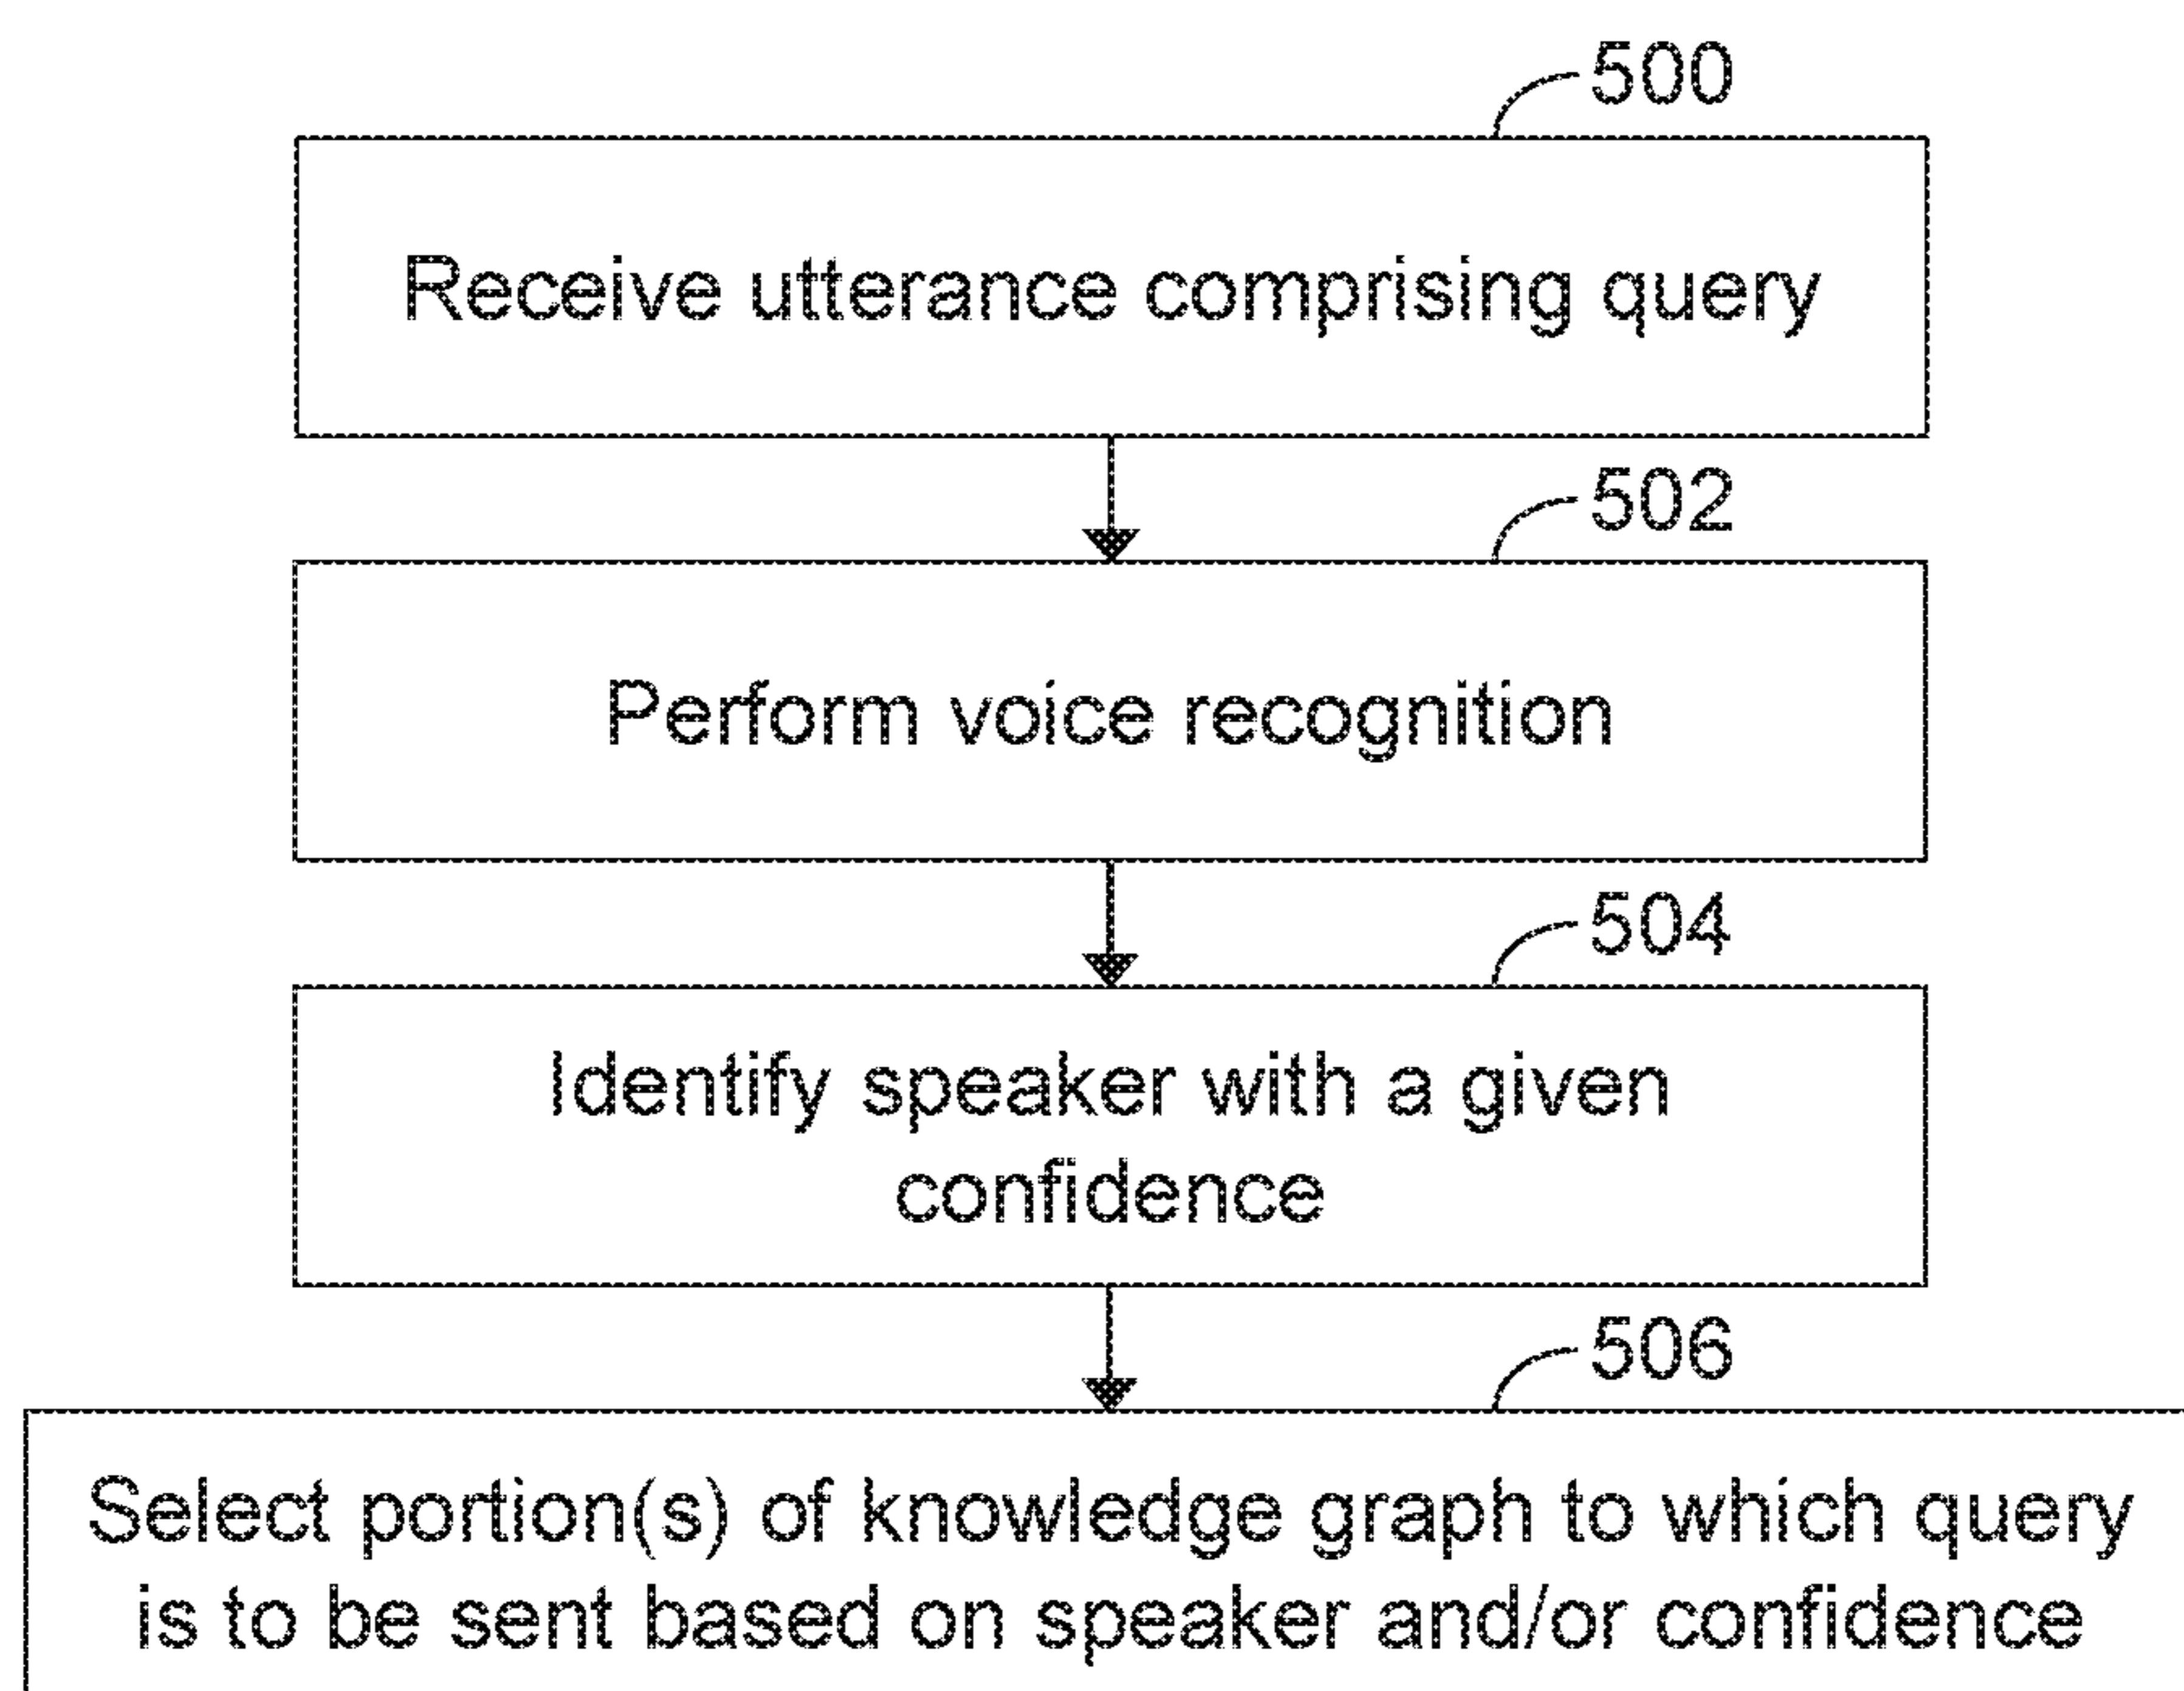 500
Receive utterance comprising query
502
Perform voice recognition
504
Identify speaker with a given
confidence
506
Select portion(s) of knowledge graph to which query
is to be sent based on speaker and/or confidence